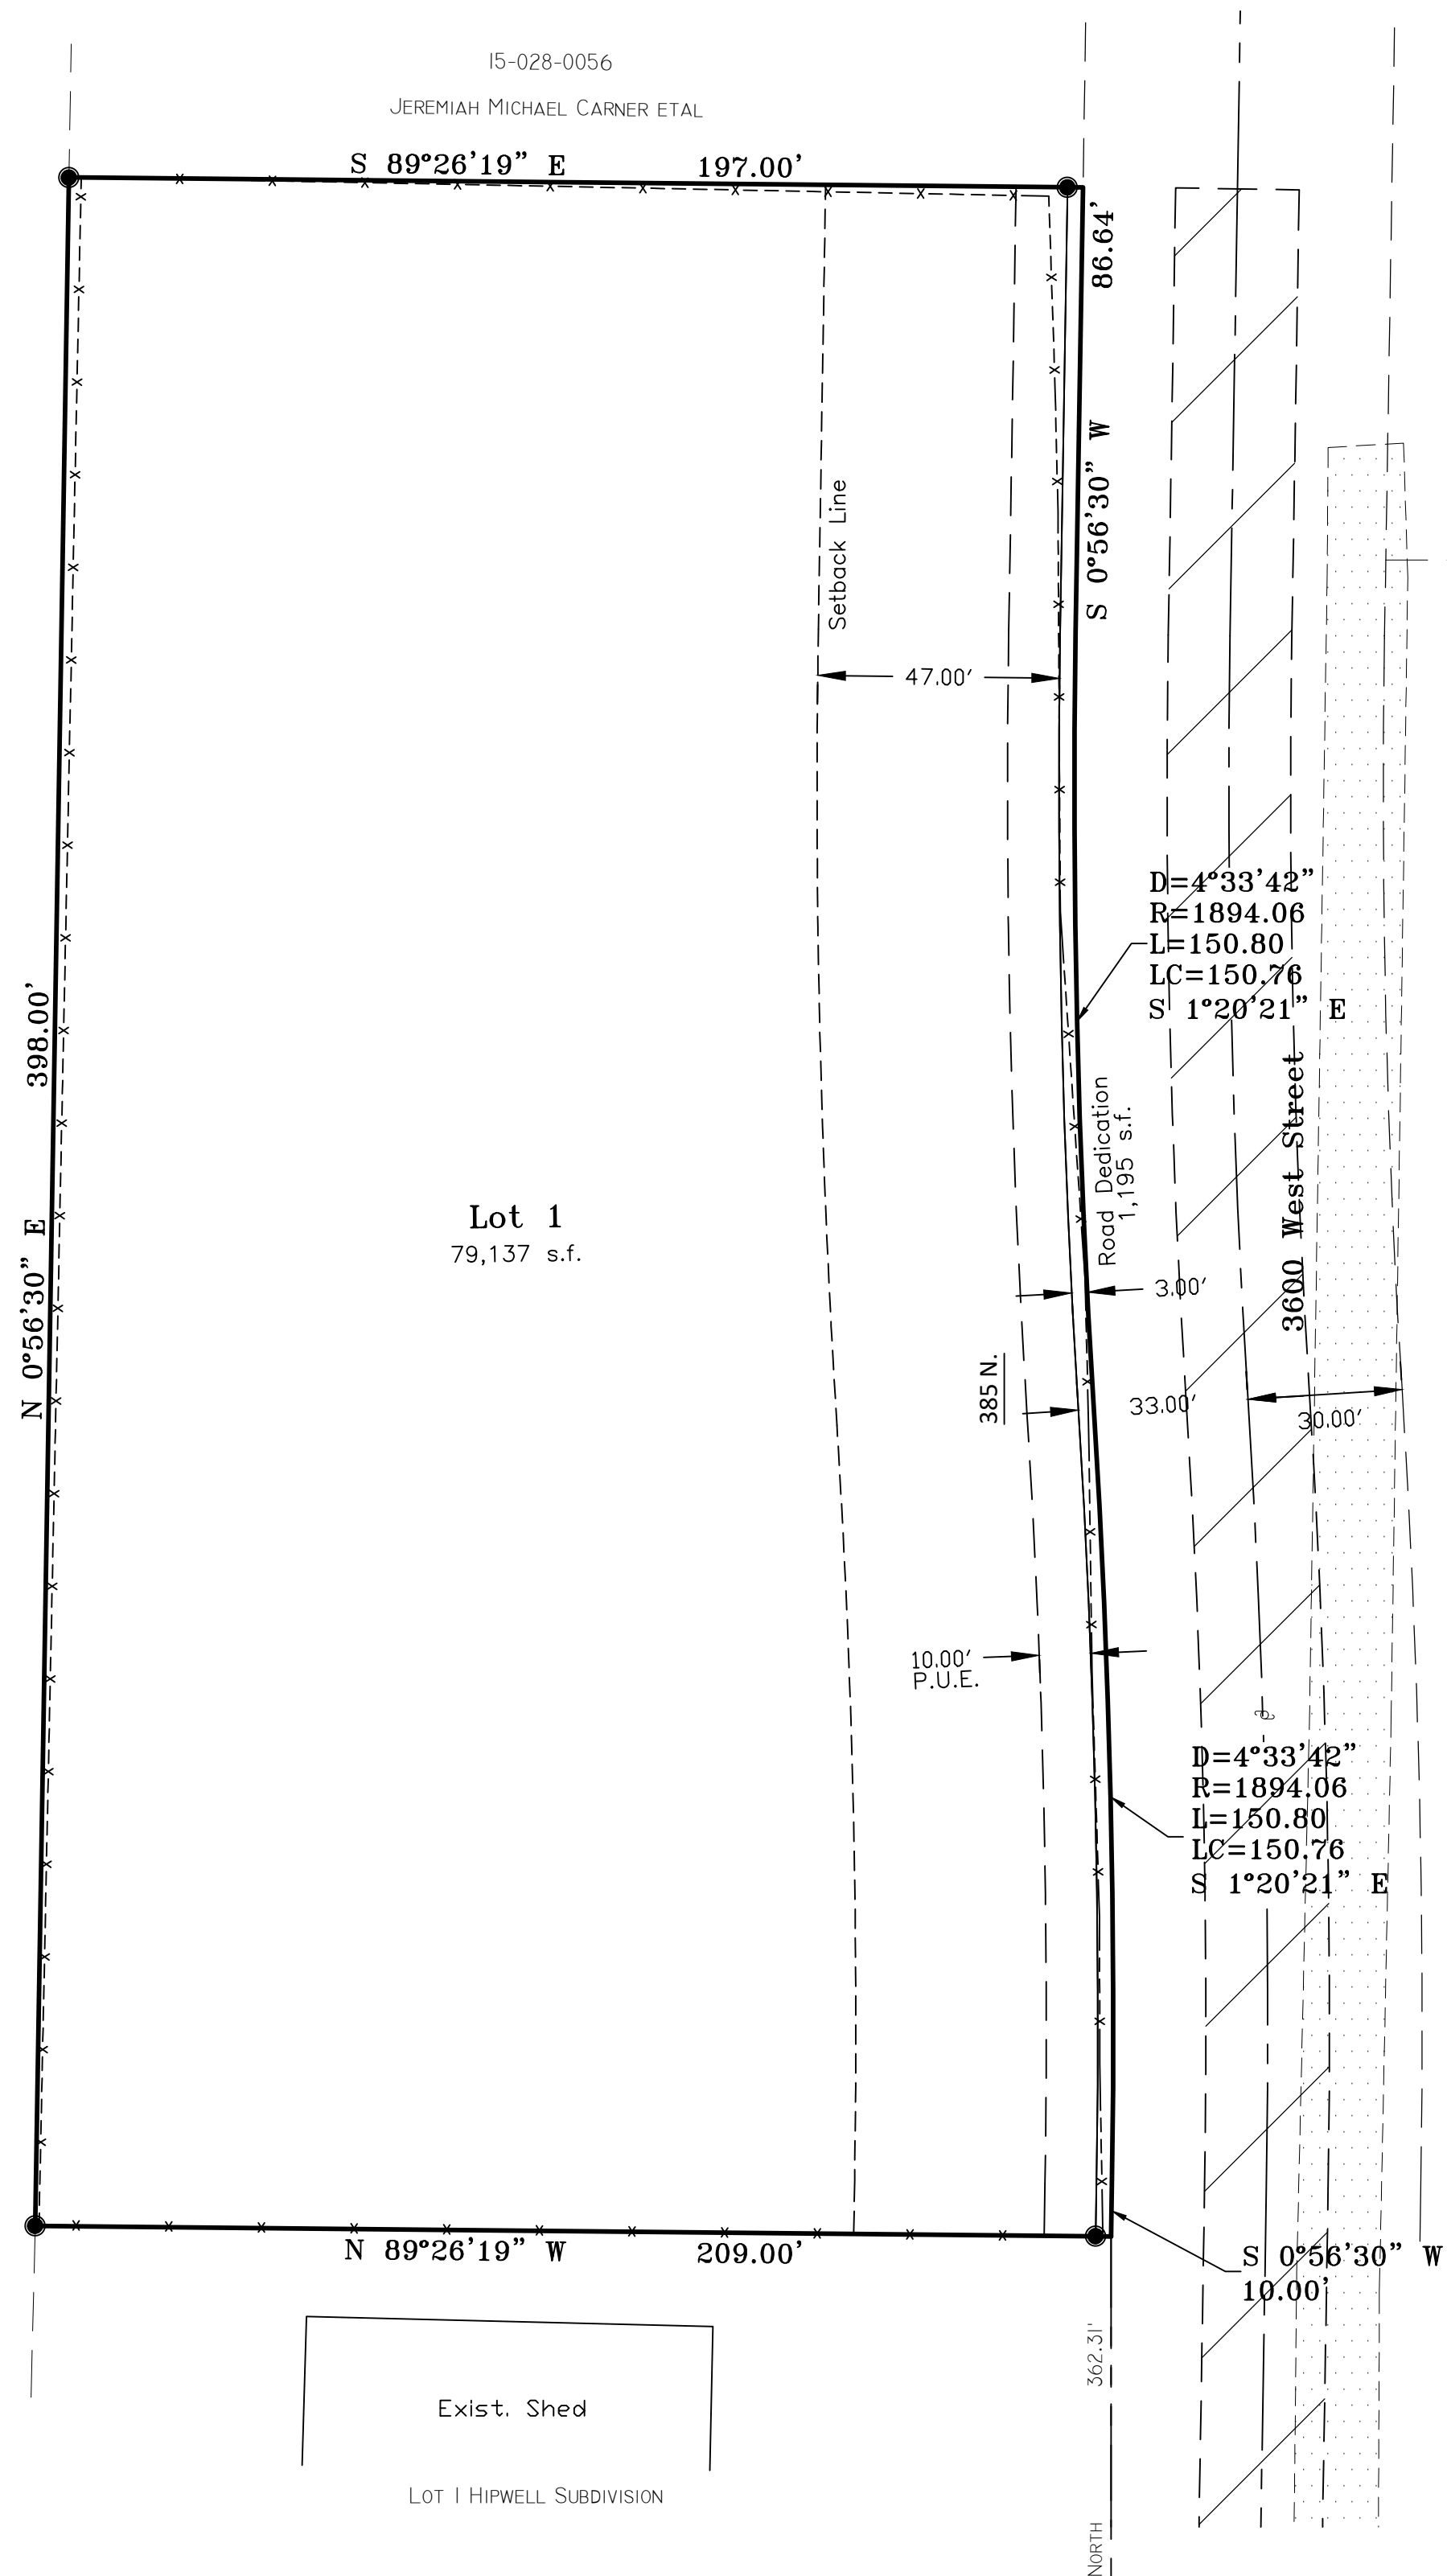 15-028-0056
JEREMIAH MICHAEL CARNER ETAL
S 89°26'19" E 197.00'
86.64'
S 0°56'30" W
Setback Line
47.00'
D=4°33'42"
R=1894.06
L=150.80
LC=150.76
S 1°20'21" E
N 0°56'30" E 398.00'
3600 West Street
Road Dedication
1,195 s.f.
Lot 1
79,137 s.f.
3.00'
385 N.
33.00'
30.00'
10.00'
P.U.E.
D=4°33'42"
R=1894.06
L=150.80
LC=150.76
S 1°20'21" E
N 89°26'19" W 209.00'
S 0°56'30" W
10.00'
362.31'
Exist. Shed
LOT 1 HIPWELL SUBDIVISION
NORTH